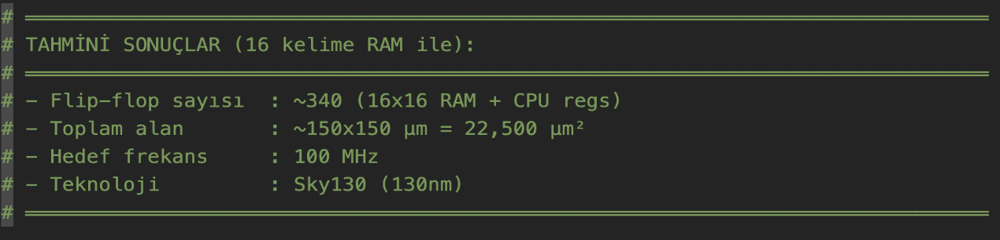 # ══════════════════════════════════════════════════════════════════════════════
# TAHMİNİ SONUÇLAR (16 kelime RAM ile):
# ══════════════════════════════════════════════════════════════════════════════
# - Flip-flop sayısı  : ~340 (16x16 RAM + CPU regs)
# - Toplam alan       : ~150x150 µm = 22,500 µm²
# - Hedef frekans     : 100 MHz
# - Teknoloji         : Sky130 (130nm)
# ══════════════════════════════════════════════════════════════════════════════